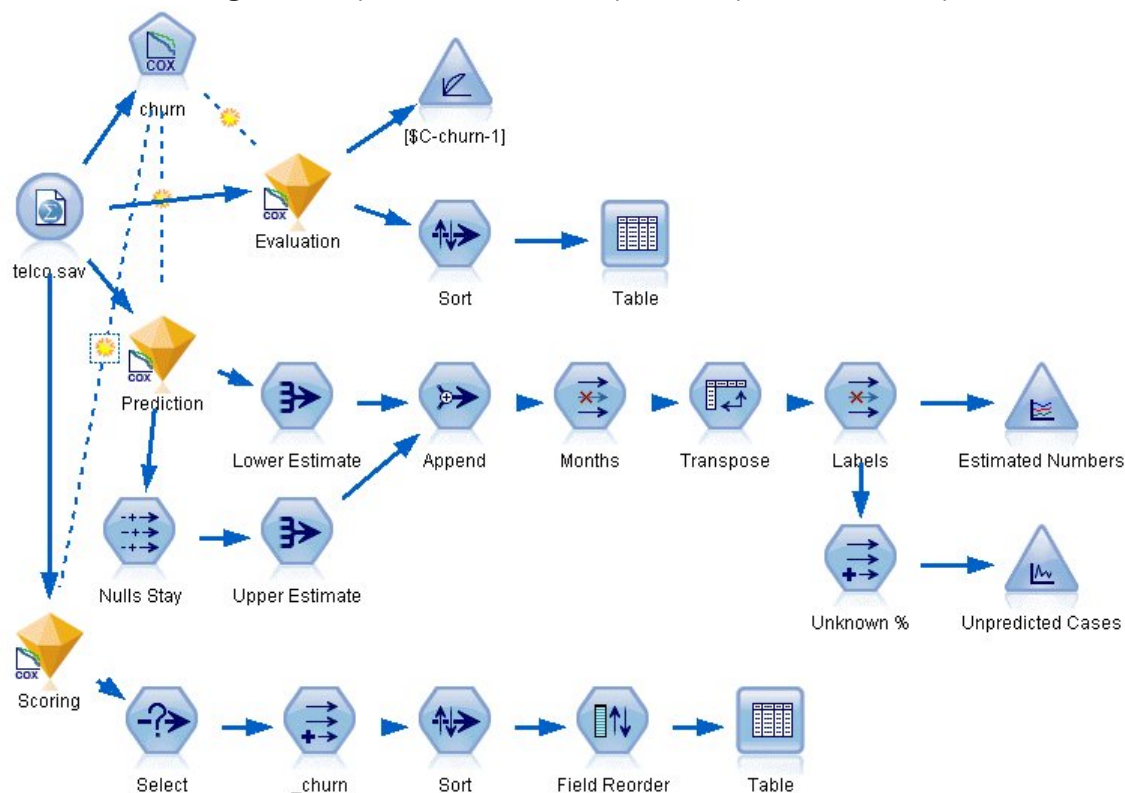 COX
churn
[$C-churn-1]
telco.sav
COX
Evaluation
Sort
Table
COX
Prediction
Lower Estimate
Append
Months
Transpose
Labels
Estimated Numbers
Nulls Stay
Upper Estimate
Unknown %
Unpredicted Cases
COX
Scoring
Select
_churn
Sort
Field Reorder
Table